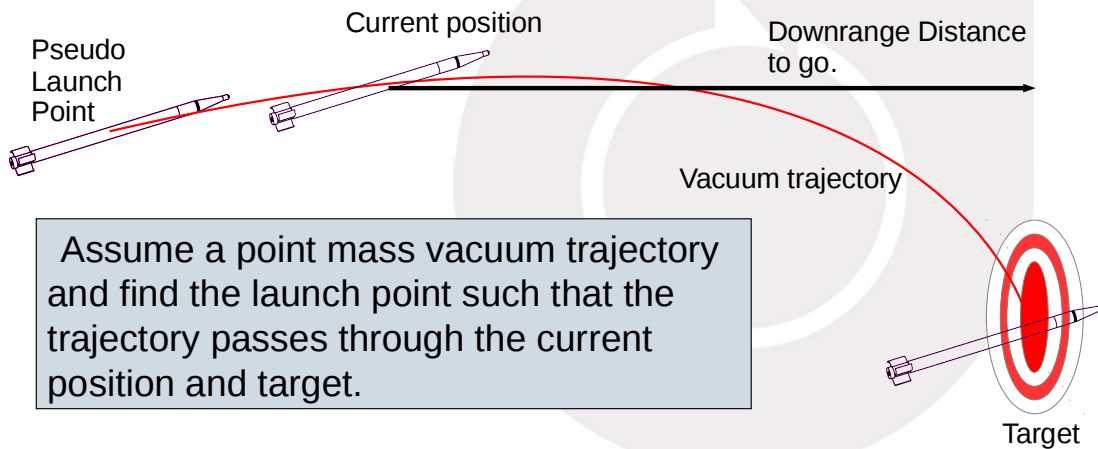 Current position
Downrange Distance
to go.
Pseudo
Launch
Point
Vacuum trajectory
Assume a point mass vacuum trajectory
and find the launch point such that the
trajectory passes through the current
position and target.
Target